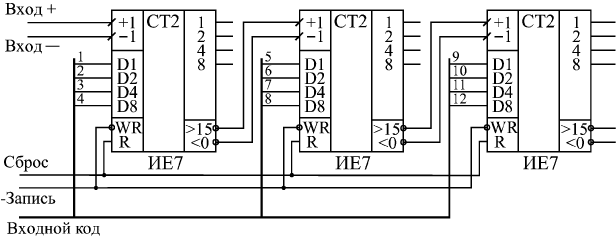 Вход + +1 СТ2 1 +1 СТ2 1 +1 СТ2 1
Вход — −1 2 −1 2 −1 2
4 4 4
1 D1 8 5 D1 8 9 D1 8
2 D2 6 D2 10 D2
3 D4 7 D4 11 D4
4 D8 8 D8 12 D8
WR >15 WR >15 WR >15
R <0 R <0 R <0
Сброс ИЕ7 ИЕ7 ИЕ7
-Запись
Входной код